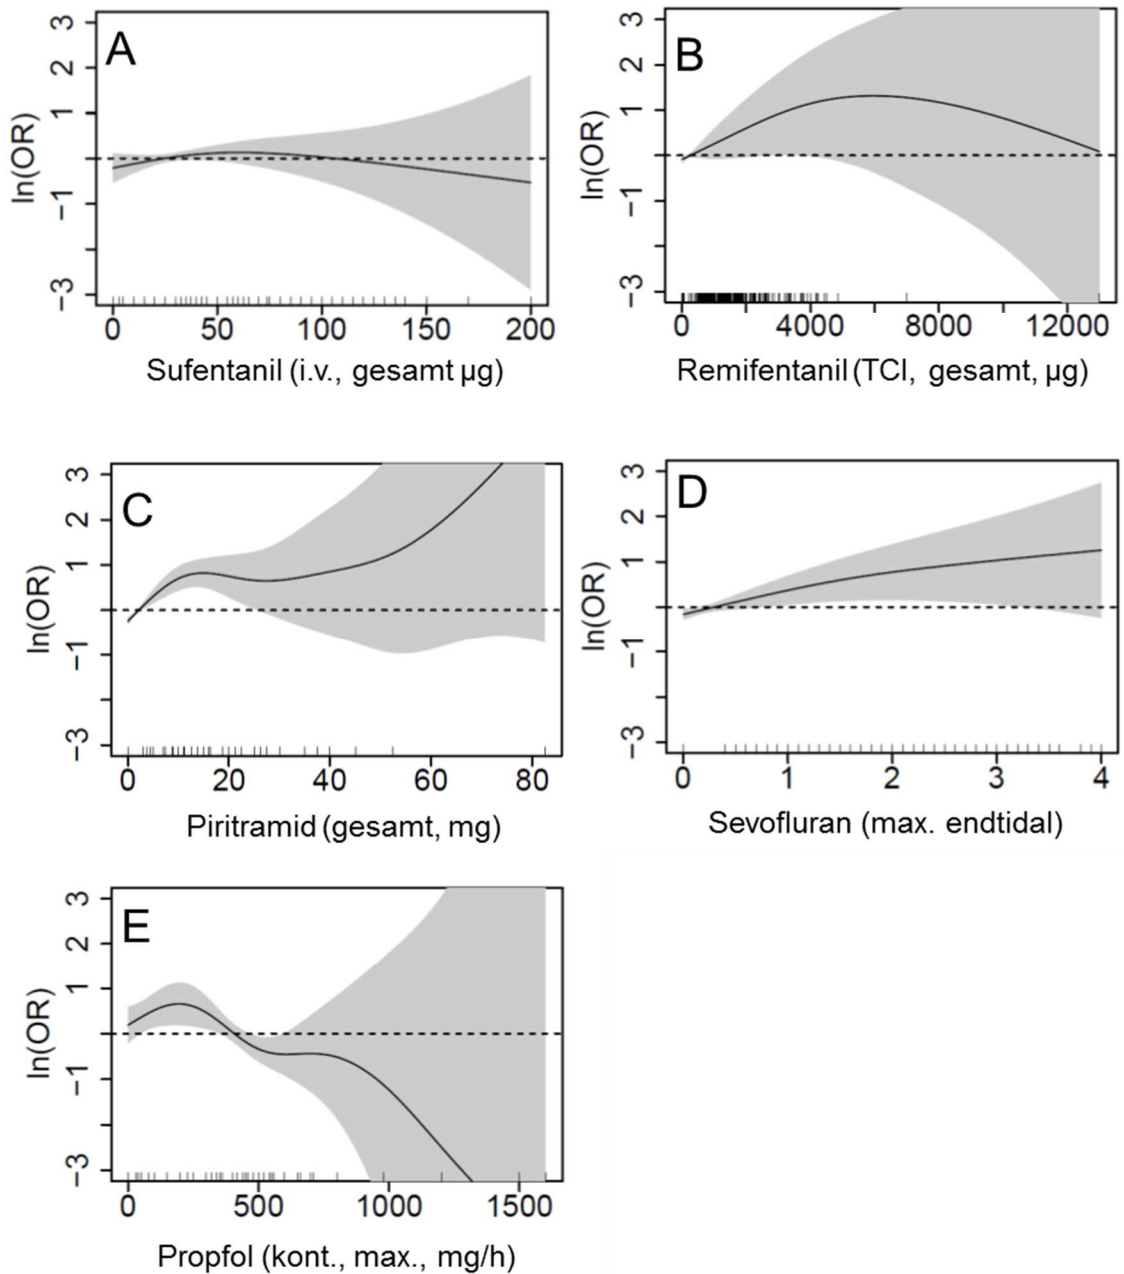 A
3
2
1
−1
−3
ln(OR)
0 50 100 150 200
Sufentanil (i.v., gesamt µg)
B
3
2
1
−1
−3
ln(OR)
0 4000 8000 12000
Remifentanil (TCI, gesamt, µg)
C
3
2
1
−1
−3
ln(OR)
0 20 40 60 80
Piritramid (gesamt, mg)
D
3
2
1
−1
−3
ln(OR)
0 1 2 3 4
Sevofluran (max. endtidal)
E
3
2
1
−1
−3
ln(OR)
0 500 1000 1500
Propfol (kont., max., mg/h)